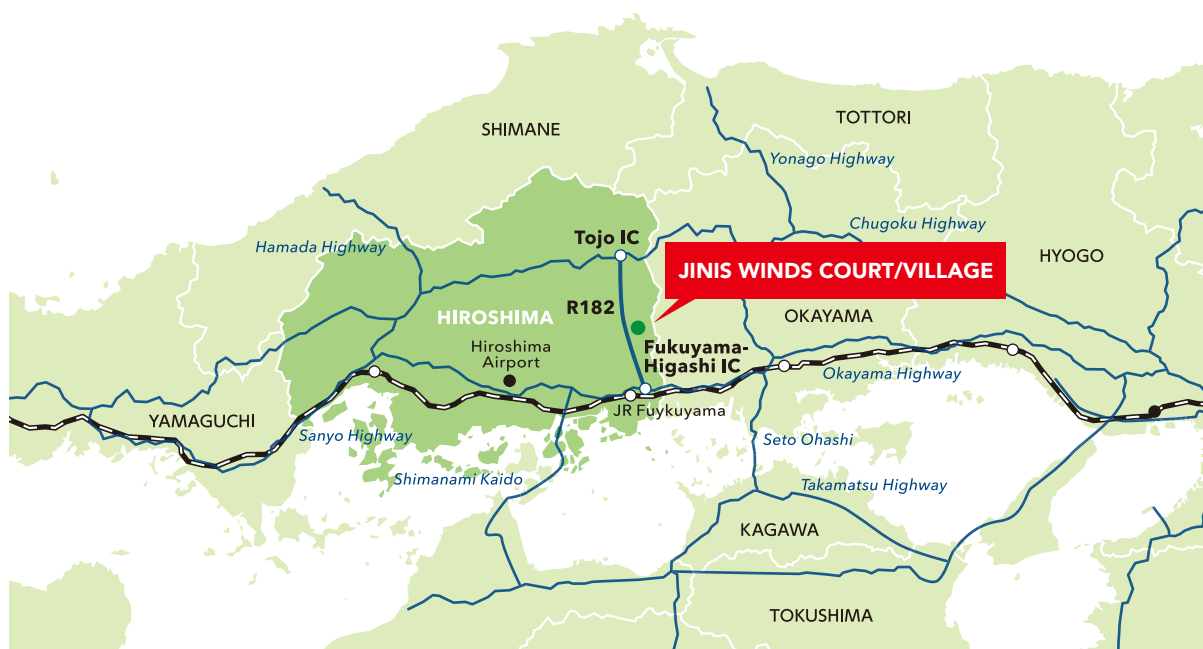 TOTTORI
SHIMANE
Yonago Highway
Chugoku Highway
Hamada Highway
Tojo IC
HYOGO
JINIS WINDS COURT/VILLAGE
R182
HIROSHIMA
OKAYAMA
Hiroshima
Airport
Fukuyama-
Higashi IC
Okayama Highway
JR Fuykuyama
YAMAGUCHI
Sanyo Highway
Seto Ohashi
Shimanami Kaido
Takamatsu Highway
KAGAWA
TOKUSHIMA